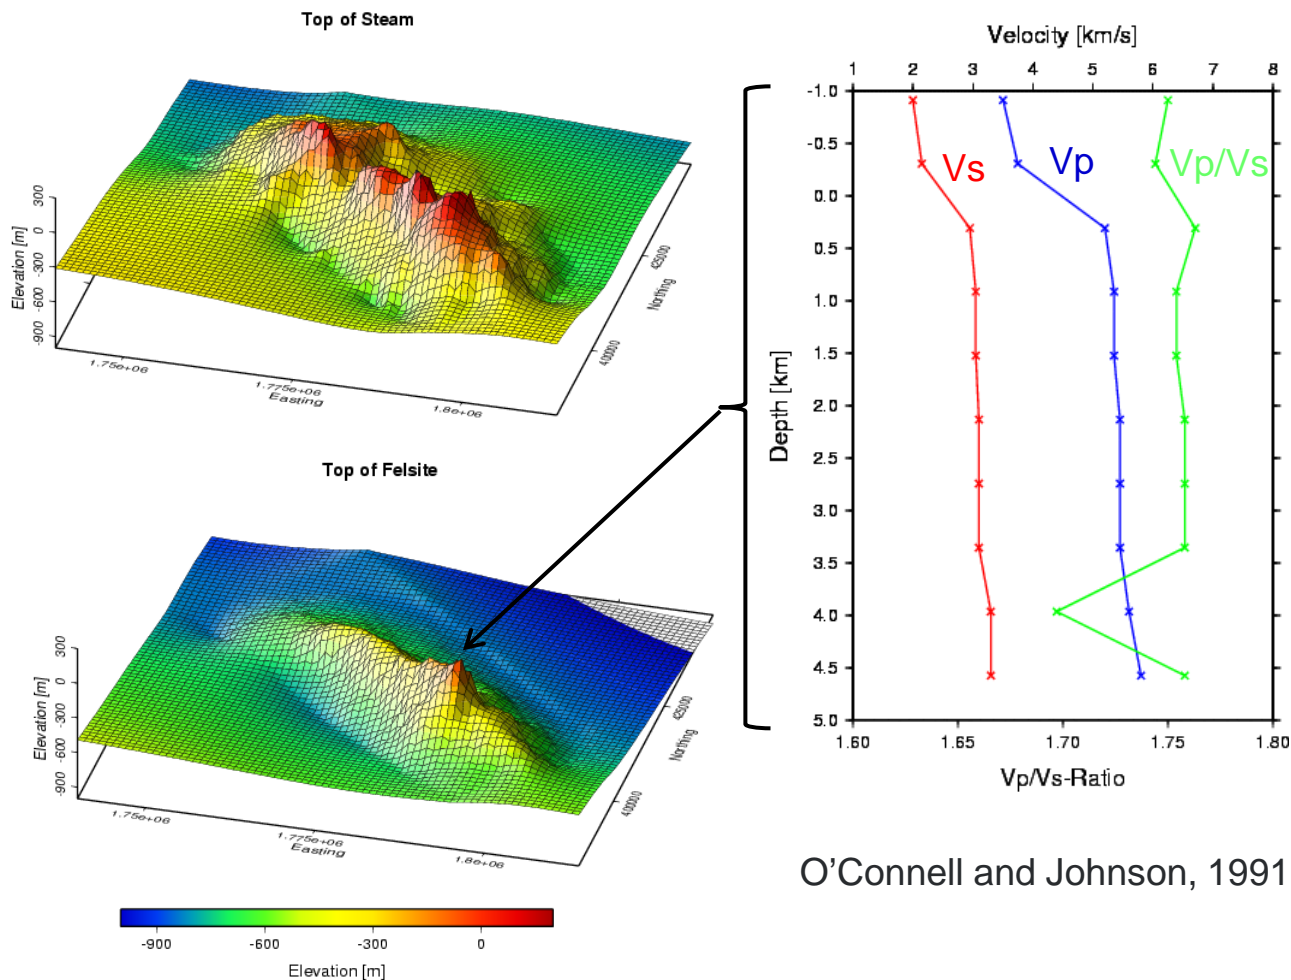 Top of Steam
300
0
-300
-600
-900
Elevation [m]
1.75e+06
1.775e+06
1.8e+06
Easting
400000
425000
Northing
Top of Felsite
300
0
-300
-600
-900
Elevation [m]
1.75e+06
1.775e+06
1.8e+06
Easting
400000
425000
Northing
-900 -600 -300 0
Elevation [m]
Velocity [km/s]
1 2 3 4 5 6 7 8
-1.0
-0.5
0.0
0.5
1.0
1.5
2.0
2.5
3.0
3.5
4.0
4.5
5.0
Depth [km]
Vs Vp Vp/Vs
1.60 1.65 1.70 1.75 1.80
Vp/Vs-Ratio
O'Connell and Johnson, 1991